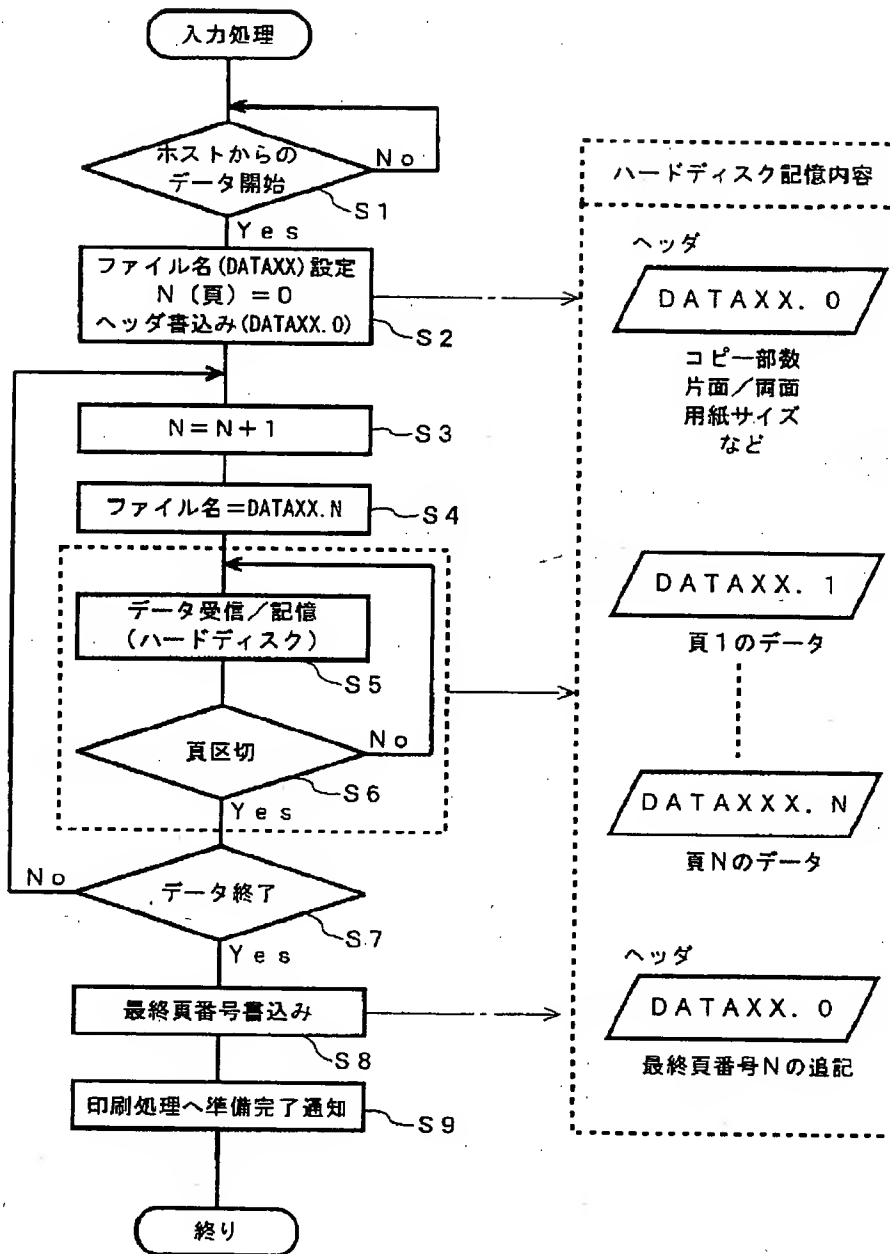 入力処理
ホストからの
データ開始
No
S1
Yes
ファイル名(DATAXX)設定
N(頁)=0
ヘッダ書込み(DATAXX.0)
S2
N=N+1
S3
ファイル名=DATAXX.N
S4
データ受信/記憶
(ハードディスク)
S5
頁区切
No
S6
Yes
データ終了
No
S7
Yes
最終頁番号書込み
S8
印刷処理へ準備完了通知
S9
終り
ハードディスク記憶内容
ヘッダ
DATAXX. 0
コピー部数
片面/両面
用紙サイズ
など
DATAXX. 1
頁1のデータ
DATAXXX. N
頁Nのデータ
ヘッダ
DATAXX. 0
最終頁番号Nの追記